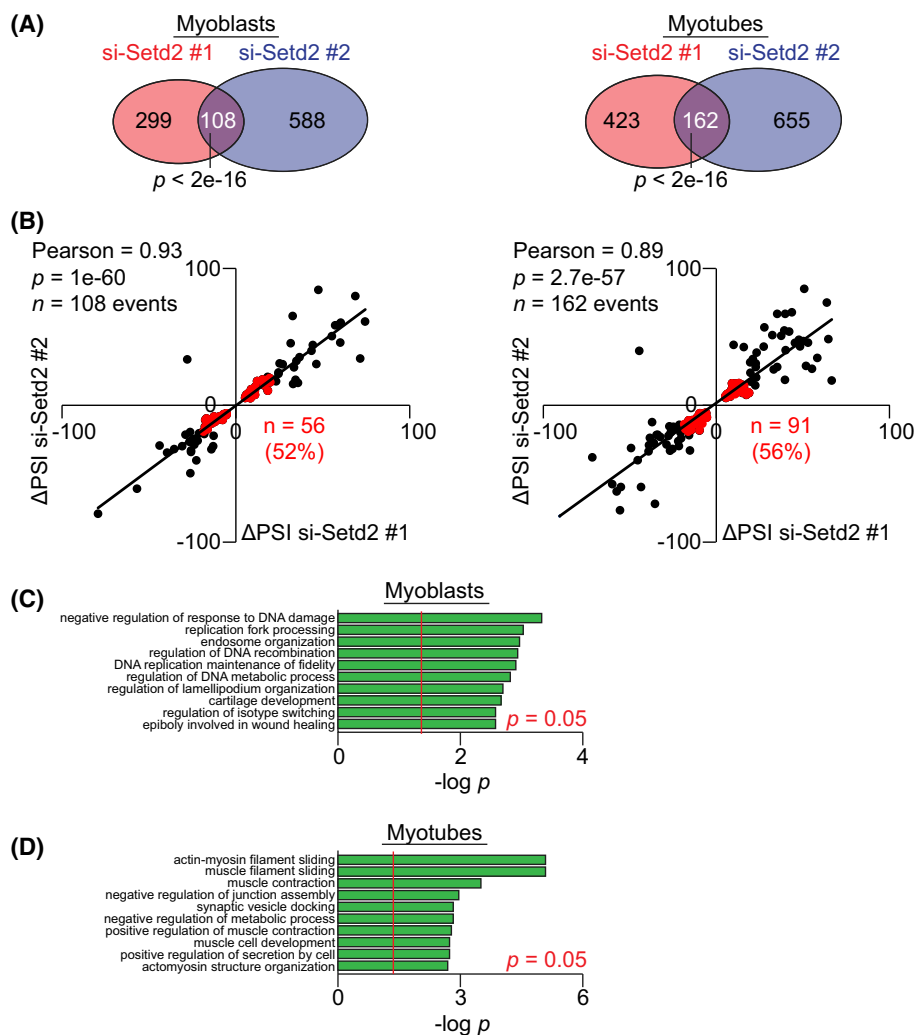 (A)
Myoblasts
si-Setd2 #1 si-Setd2 #2
299 108 588
p < 2e-16
Myotubes
si-Setd2 #1 si-Setd2 #2
423 162 655
p < 2e-16
(B)
Pearson = 0.93
p = 1e-60
n = 108 events
100
0
-100
0
100
-100
n = 56
(52%)
ΔPSI si-Setd2 #2
ΔPSI si-Setd2 #1
Pearson = 0.89
p = 2.7e-57
n = 162 events
100
0
-100
0
100
-100
n = 91
(56%)
ΔPSI si-Setd2 #2
ΔPSI si-Setd2 #1
(C)
Myoblasts
negative regulation of response to DNA damage
replication fork processing
endosome organization
regulation of DNA recombination
DNA replication maintenance of fidelity
regulation of DNA metabolic process
regulation of lamellipodium organization
cartilage development
regulation of isotype switching
epiboly involved in wound healing
p = 0.05
0 2 4
-log p
(D)
Myotubes
actin-myosin filament sliding
muscle filament sliding
muscle contraction
negative regulation of junction assembly
synaptic vesicle docking
negative regulation of metabolic process
positive regulation of muscle contraction
muscle cell development
positive regulation of secretion by cell
actomyosin structure organization
p = 0.05
0 3 6
-log p